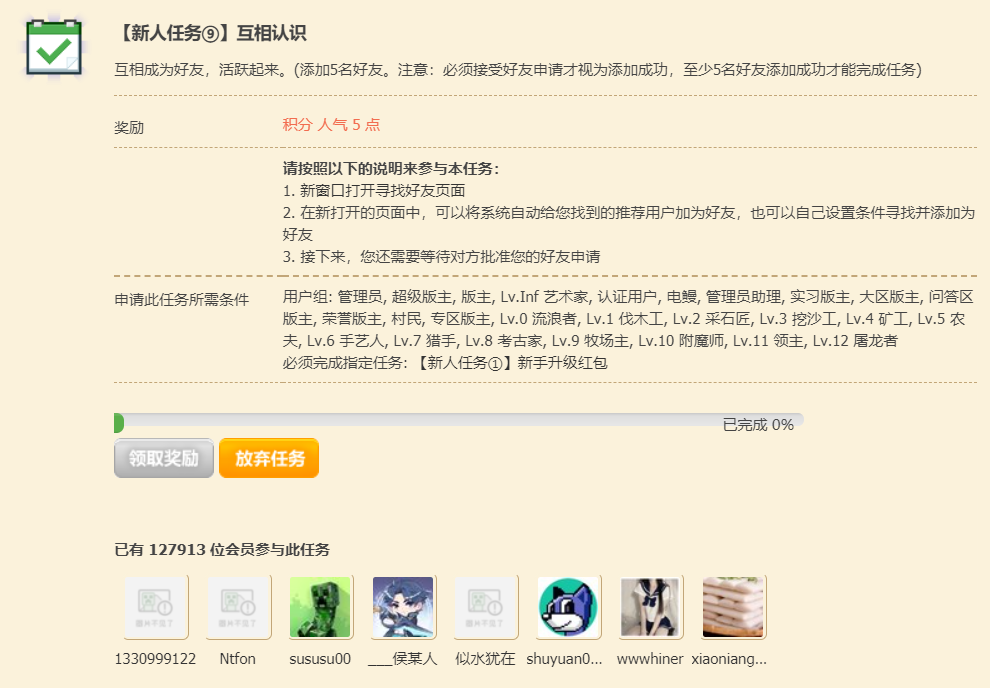 【新人任务⑨】互相认识
互相成为好友，活跃起来。(添加5名好友。注意：必须接受好友申请才视为添加成功，至少5名好友添加成功才能完成任务)
奖励
积分 人气 5 点
请按照以下的说明来参与本任务：
1. 新窗口打开寻找好友页面
2. 在新打开的页面中，可以将系统自动给您找到的推荐用户加为好友，也可以自己设置条件寻找并添加为
好友
3. 接下来，您还需要等待对方批准您的好友申请
申请此任务所需条件
用户组: 管理员, 超级版主, 版主, Lv.Inf 艺术家, 认证用户, 电鳗, 管理员助理, 实习版主, 大区版主, 问答区
版主, 荣誉版主, 村民, 专区版主, Lv.0 流浪者, Lv.1 伐木工, Lv.2 采石匠, Lv.3 挖沙工, Lv.4 矿工, Lv.5 农
夫, Lv.6 手艺人, Lv.7 猎手, Lv.8 考古家, Lv.9 牧场主, Lv.10 附魔师, Lv.11 领主, Lv.12 屠龙者
必须完成指定任务: 【新人任务①】新手升级红包
已完成 0%
领取奖励 放弃任务
已有 127913 位会员参与此任务
图片不见了 图片不见了 图片不见了
1330999122 Ntfon sususu00 ___侯某人 似水犹在 shuyuan0... wwwhiner xiaoniang...